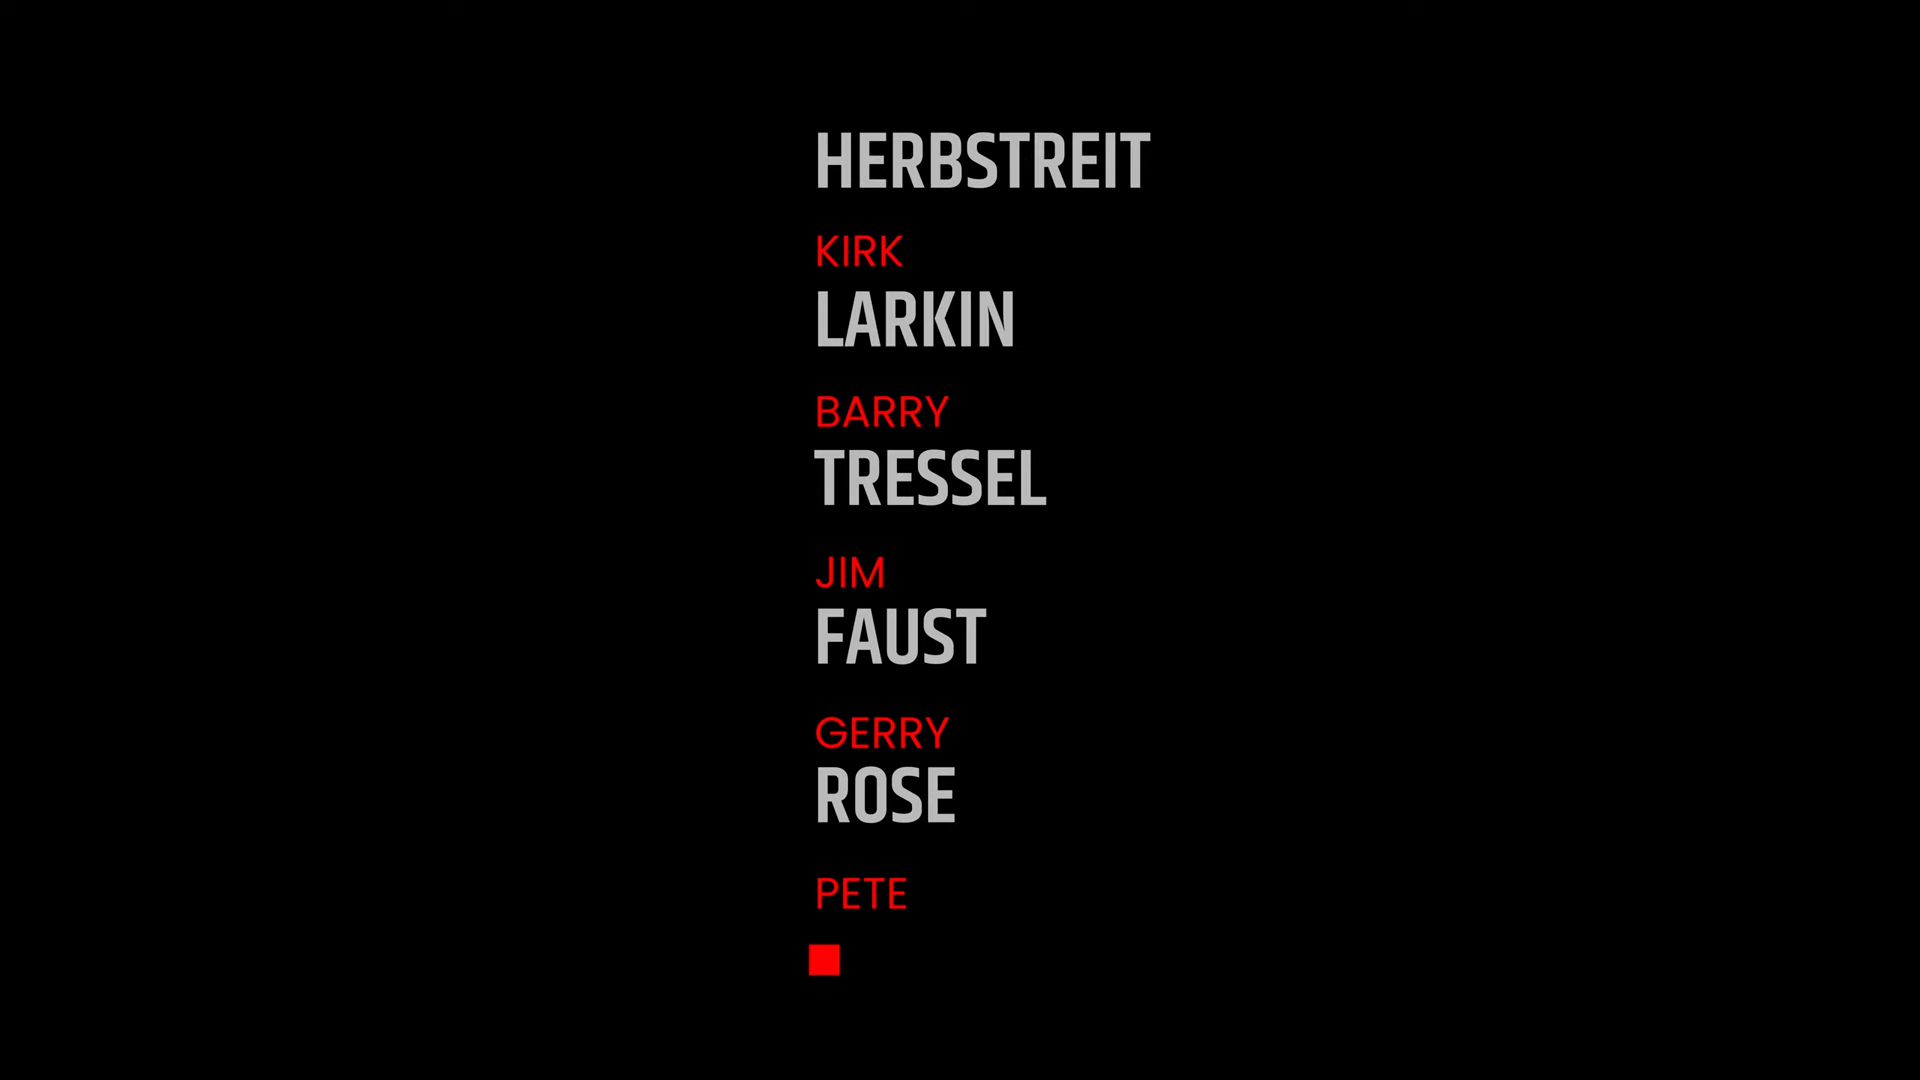 HERBSTREIT
KIRK
LARKIN
BARRY
TRESSEL
JIM
FAUST
GERRY
ROSE
PETE